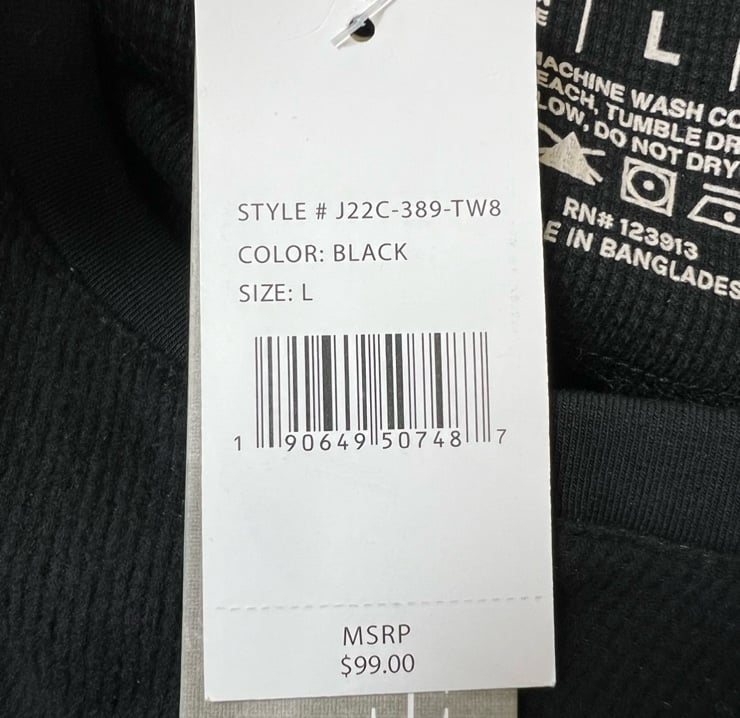 STYLE # J22C-389-TW8
COLOR: BLACK
SIZE: L
1 90649 50748 7
MSRP
$99.00
E
L
MACHINE WASH CO
EACH, TUMBLE DR
LOW, DO NOT DRY
RN# 123913
E IN BANGLADES